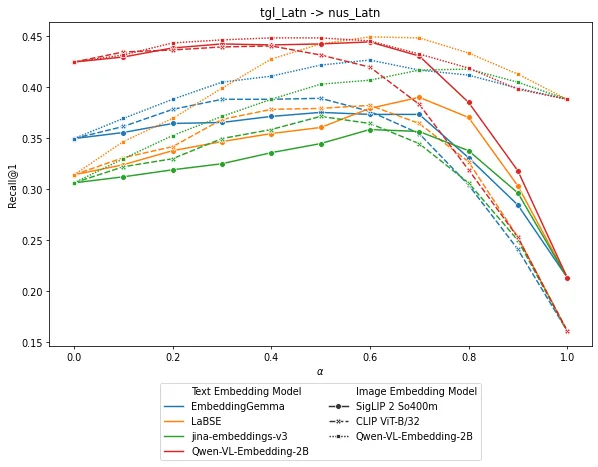 tgl_Latn -> nus_Latn
Recall@1
0.45
0.40
0.35
0.30
0.25
0.20
0.15
0.0 0.2 0.4 0.6 0.8 1.0
α
Text Embedding Model Image Embedding Model
EmbeddingGemma SigLIP 2 So400m
LaBSE CLIP ViT-B/32
jina-embeddings-v3 Qwen-VL-Embedding-2B
Qwen-VL-Embedding-2B